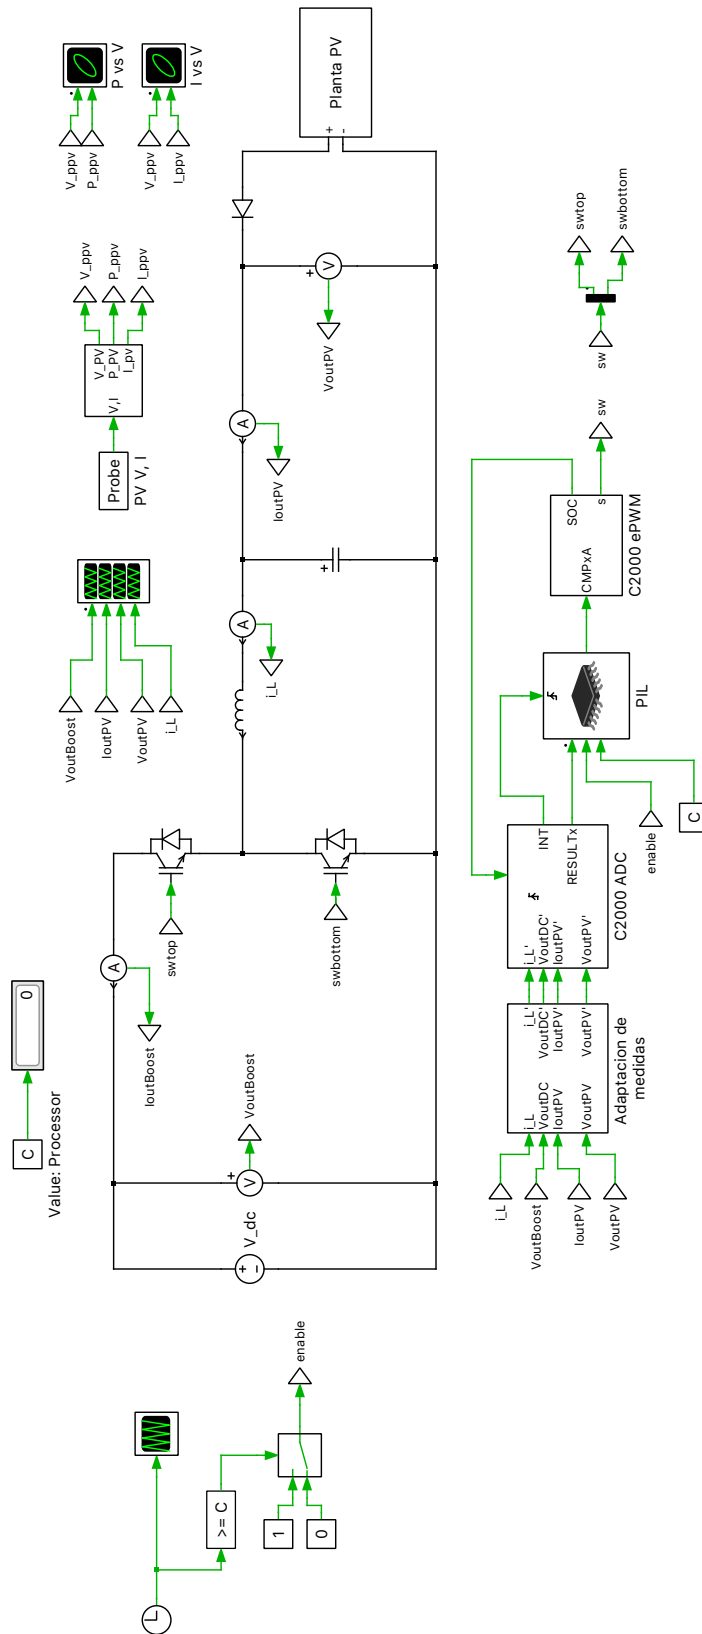 C
Value: Processor
0
VoutBoost
IoutPV
VoutPV
i_L
Probe
PV V, I
V,I
V_PV
P_PV
I_pv
V_ppv
P_ppv
I_ppv
V_ppv
P_ppv
P vs V
V_ppv
I_ppv
I vs V
>= C
1
0
enable
V_dc
+
−
V
+
VoutBoost
A
IoutBoost
swtop
swbottom
A
i_L
+
A
IoutPV
V
+
VoutPV
Planta PV
+
-
i_L
VoutBoost
IoutPV
VoutPV
i_L
VoutDC
IoutPV
VoutPV
i_L'
VoutDC'
IoutPV'
VoutPV'
Adaptacion de
medidas
i_L'
VoutDC'
IoutPV'
VoutPV'
INT
RESULTx
C2000 ADC
enable
C
PIL
CMPxA
SOC
s
C2000 ePWM
sw
sw
swtop
swbottom